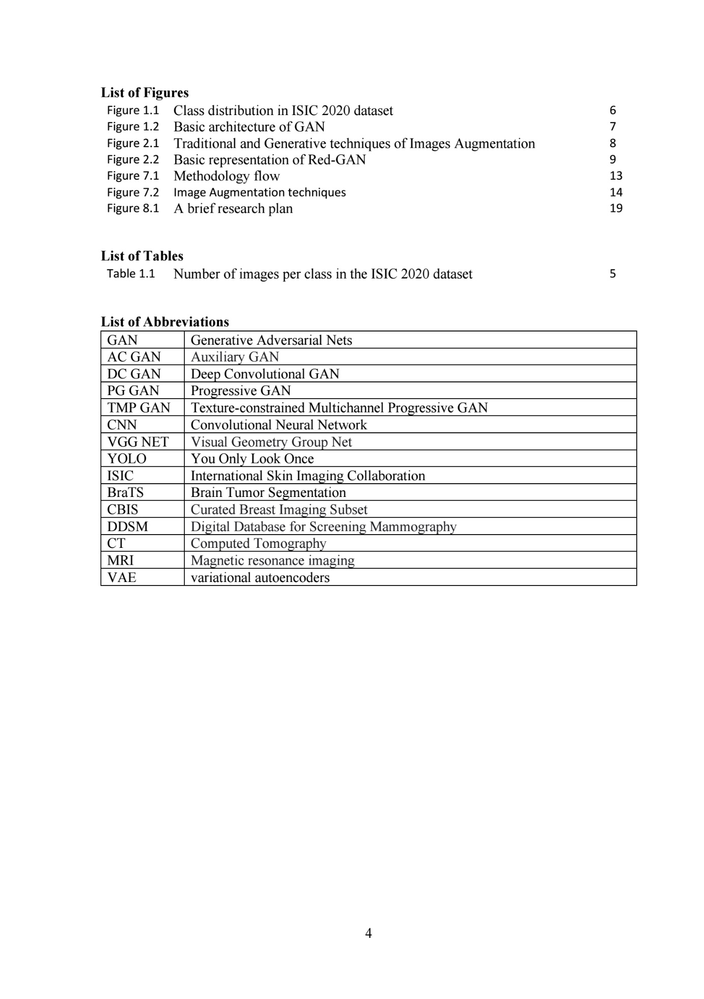 List of Figures
Figure 1.1 Class distribution in ISIC 2020 dataset 6
Figure 1.2 Basic architecture of GAN 7
Figure 2.1 Traditional and Generative techniques of Images Augmentation 8
Figure 2.2 Basic representation of Red-GAN 9
Figure 7.1 Methodology flow 13
Figure 7.2 Image Augmentation techniques 14
Figure 8.1 A brief research plan 19
List of Tables
Table 1.1 Number of images per class in the ISIC 2020 dataset 5
List of Abbreviations
GAN Generative Adversarial Nets
AC GAN Auxiliary GAN
DC GAN Deep Convolutional GAN
PG GAN Progressive GAN
TMP GAN Texture-constrained Multichannel Progressive GAN
CNN Convolutional Neural Network
VGG NET Visual Geometry Group Net
YOLO You Only Look Once
ISIC International Skin Imaging Collaboration
BraTS Brain Tumor Segmentation
CBIS Curated Breast Imaging Subset
DDSM Digital Database for Screening Mammography
CT Computed Tomography
MRI Magnetic resonance imaging
VAE variational autoencoders
4